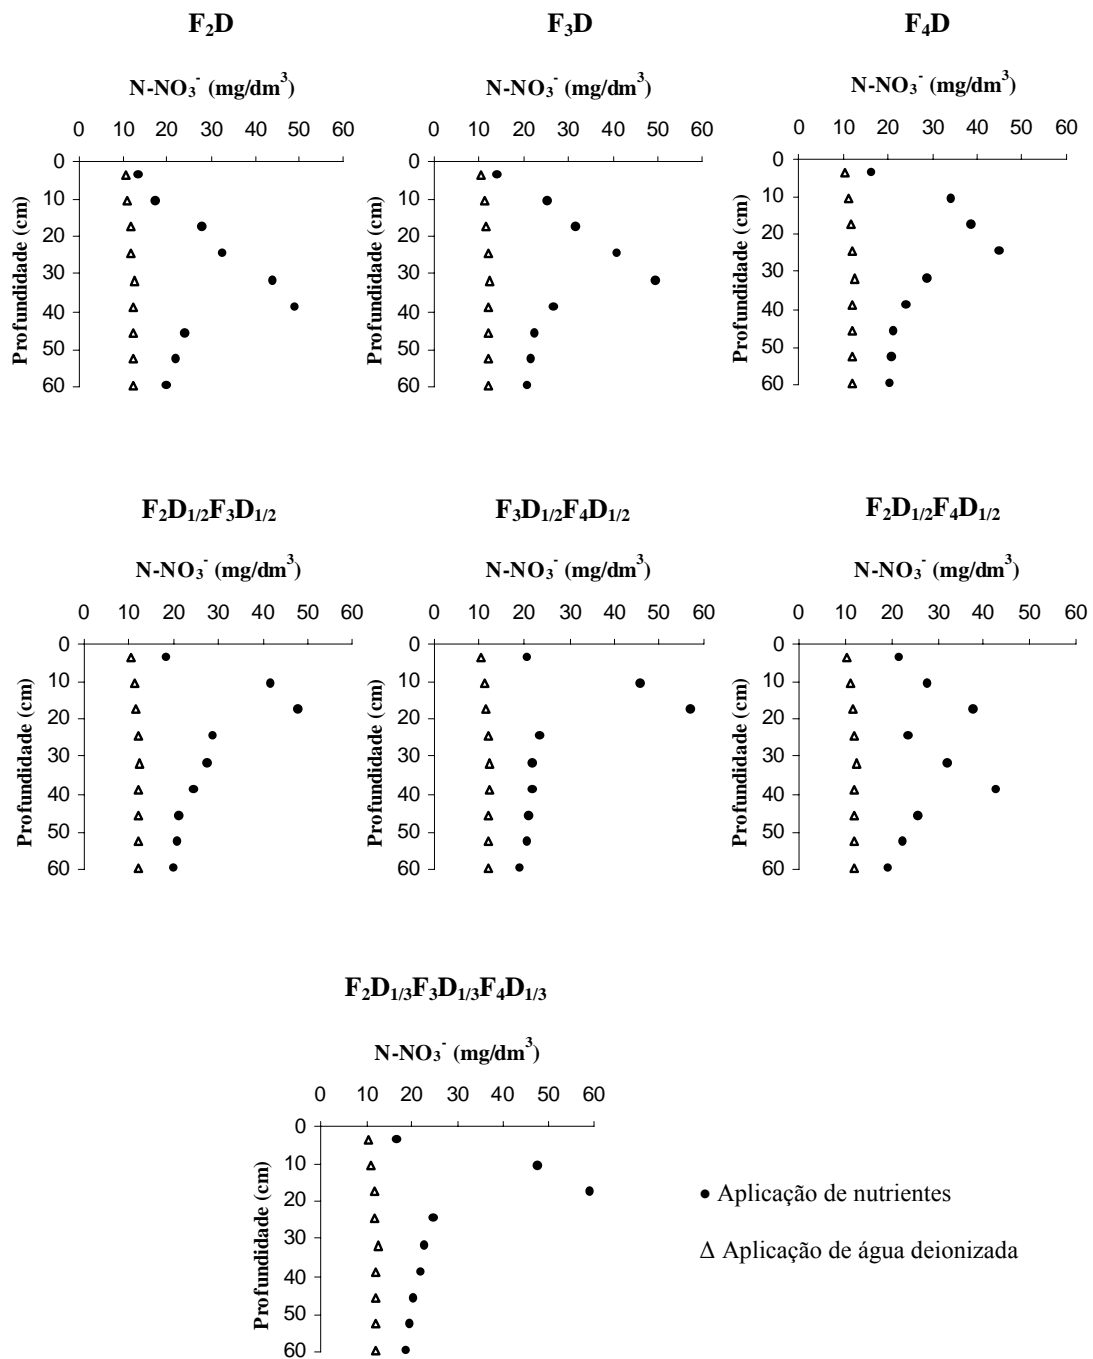 F₂D F₃D F₄D
N-NO₃⁻ (mg/dm³) N-NO₃⁻ (mg/dm³) N-NO₃⁻ (mg/dm³)
0 10 20 30 40 50 60 0 10 20 30 40 50 60 0 10 20 30 40 50 60
Profundidade (cm)
0
10
20
30
40
50
60
Profundidade (cm)
0
10
20
30
40
50
60
Profundidade (cm)
0
10
20
30
40
50
60
F₂D₁/₂F₃D₁/₂ F₃D₁/₂F₄D₁/₂ F₂D₁/₂F₄D₁/₂
N-NO₃⁻ (mg/dm³) N-NO₃⁻ (mg/dm³) N-NO₃⁻ (mg/dm³)
0 10 20 30 40 50 60 0 10 20 30 40 50 60 0 10 20 30 40 50 60
Profundidade (cm)
0
10
20
30
40
50
60
Profundidade (cm)
0
10
20
30
40
50
60
Profundidade (cm)
0
10
20
30
40
50
60
F₂D₁/₃F₃D₁/₃F₄D₁/₃
N-NO₃⁻ (mg/dm³)
0 10 20 30 40 50 60
Profundidade (cm)
0
10
20
30
40
50
60
● Aplicação de nutrientes
Δ Aplicação de água deionizada